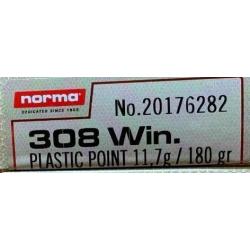 norma
DEDICATED SINCE 1902
No.20176282
308 Win.
PLASTIC POINT 11,7g / 180 gr